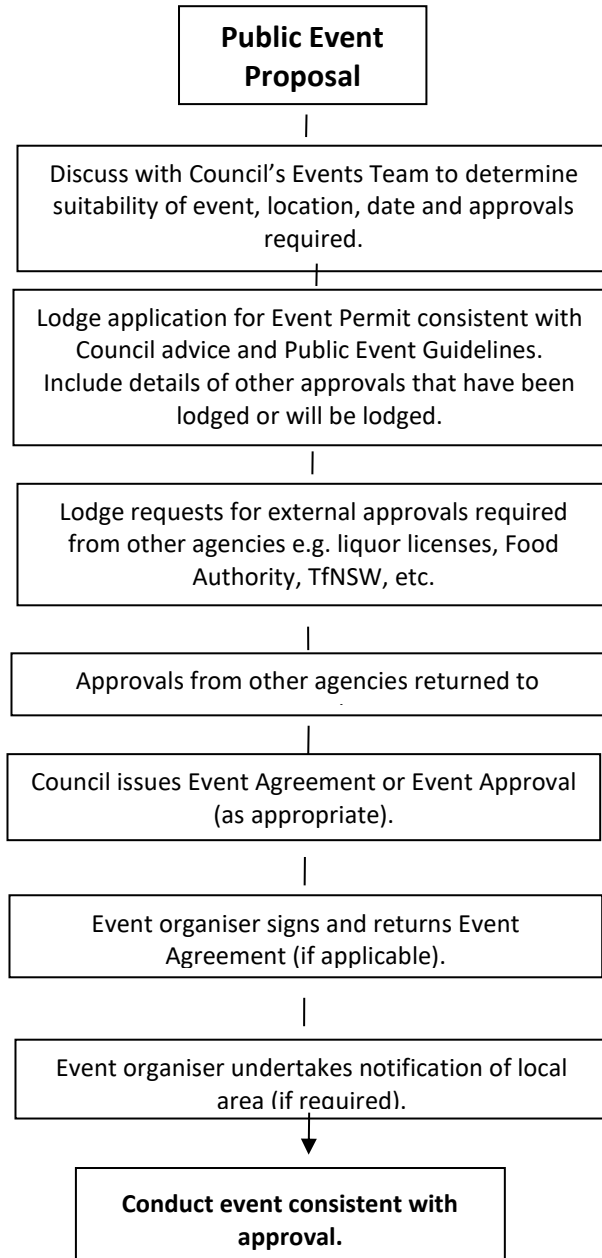 Public Event
Proposal
Discuss with Council’s Events Team to determine
suitability of event, location, date and approvals
required.
Lodge application for Event Permit consistent with
Council advice and Public Event Guidelines.
Include details of other approvals that have been
lodged or will be lodged.
Lodge requests for external approvals required
from other agencies e.g. liquor licenses, Food
Authority, TfNSW, etc.
Approvals from other agencies returned to
Council issues Event Agreement or Event Approval
(as appropriate).
Event organiser signs and returns Event
Agreement (if applicable).
Event organiser undertakes notification of local
area (if required).
Conduct event consistent with
approval.